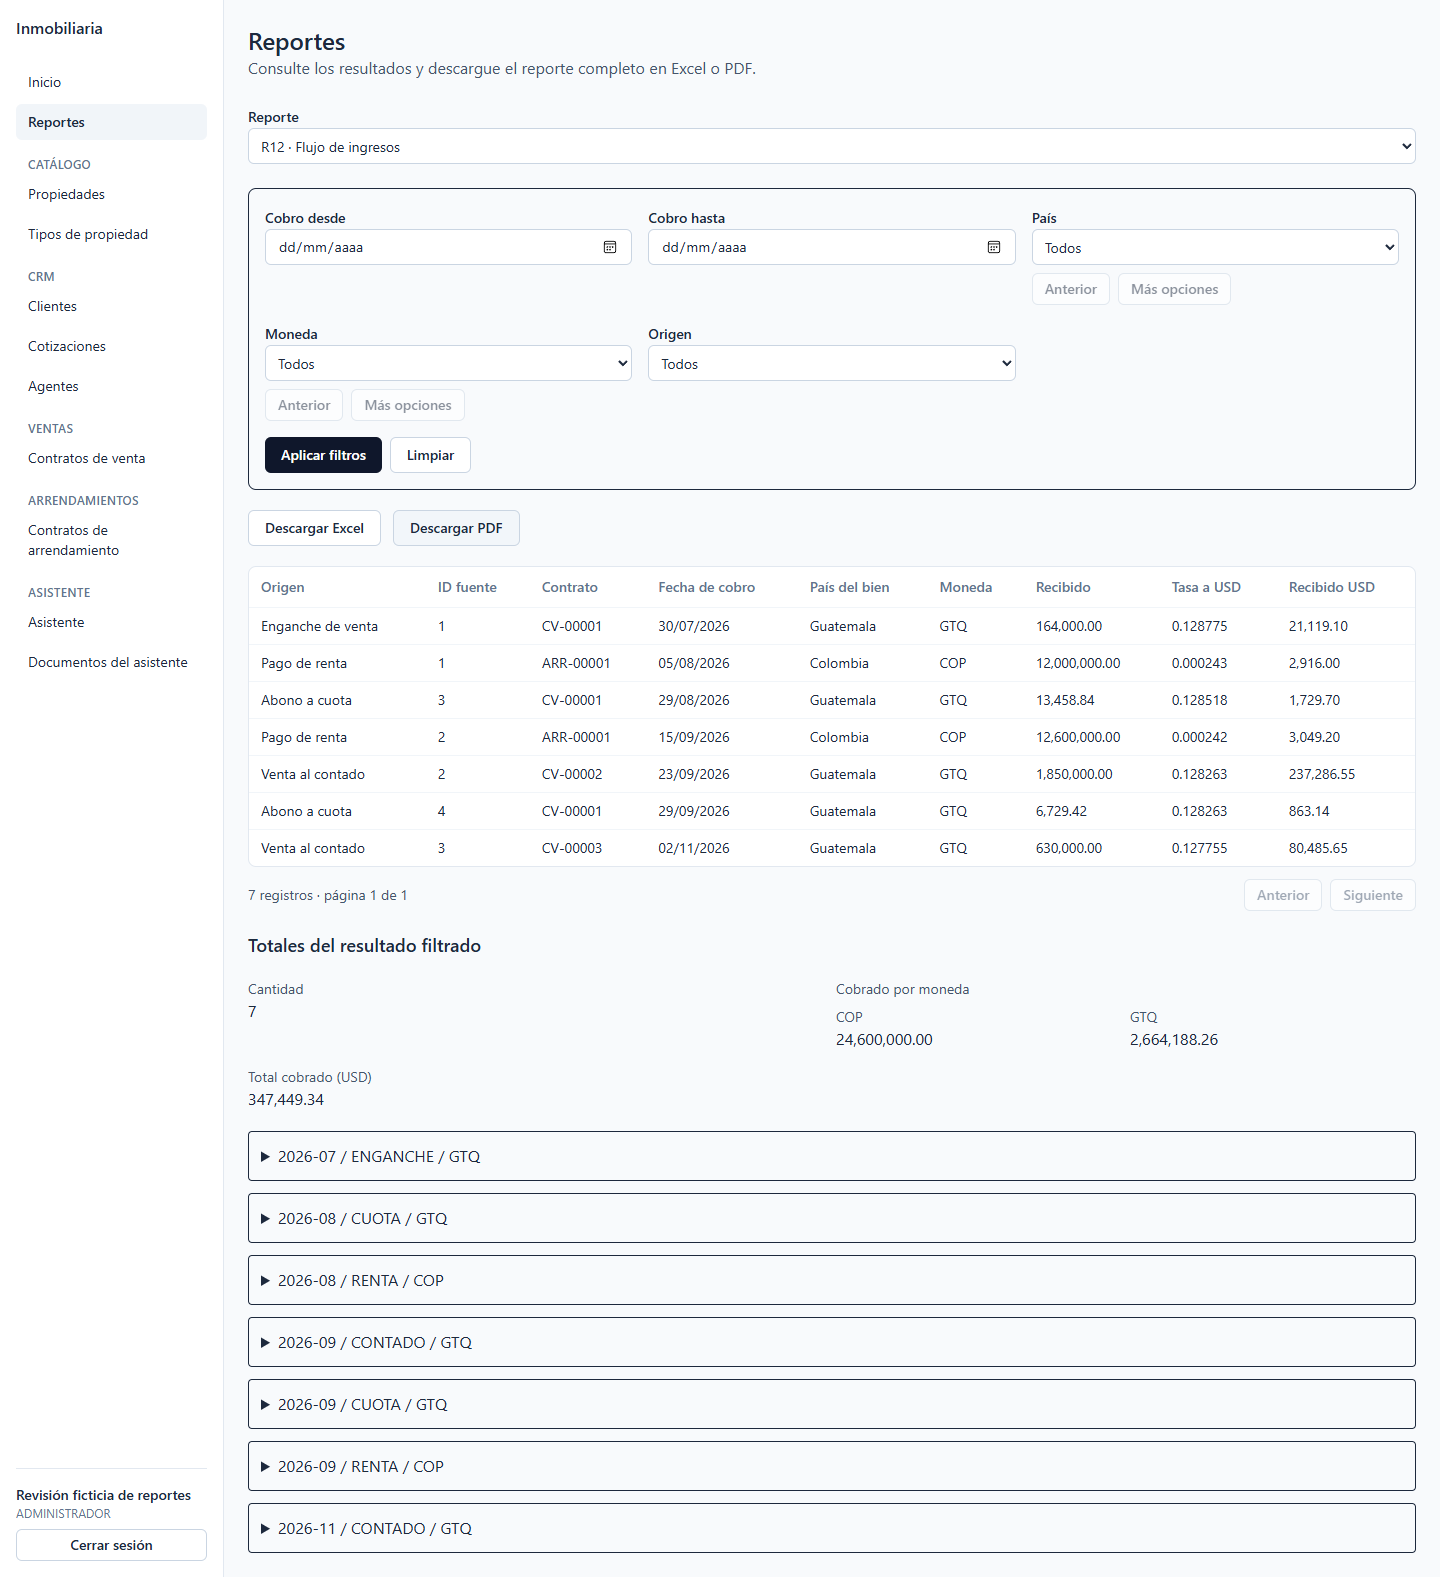 Inmobiliaria
Inicio
Reportes
CATÁLOGO
Propiedades
Tipos de propiedad
CRM
Clientes
Cotizaciones
Agentes
VENTAS
Contratos de venta
ARRENDAMIENTOS
Contratos de
arrendamiento
ASISTENTE
Asistente
Documentos del asistente
Revisión ficticia de reportes
ADMINISTRADOR
Cerrar sesión
Reportes
Consulte los resultados y descargue el reporte completo en Excel o PDF.
Reporte
R12 · Flujo de ingresos
Cobro desde Cobro hasta País
dd/mm/aaaa dd/mm/aaaa Todos
Anterior Más opciones
Moneda Origen
Todos Todos
Anterior Más opciones
Aplicar filtros Limpiar
Descargar Excel Descargar PDF
Origen ID fuente Contrato Fecha de cobro País del bien Moneda Recibido Tasa a USD Recibido USD
Enganche de venta 1 CV-00001 30/07/2026 Guatemala GTQ 164,000.00 0.128775 21,119.10
Pago de renta 1 ARR-00001 05/08/2026 Colombia COP 12,000,000.00 0.000243 2,916.00
Abono a cuota 3 CV-00001 29/08/2026 Guatemala GTQ 13,458.84 0.128518 1,729.70
Pago de renta 2 ARR-00001 15/09/2026 Colombia COP 12,600,000.00 0.000242 3,049.20
Venta al contado 2 CV-00002 23/09/2026 Guatemala GTQ 1,850,000.00 0.128263 237,286.55
Abono a cuota 4 CV-00001 29/09/2026 Guatemala GTQ 6,729.42 0.128263 863.14
Venta al contado 3 CV-00003 02/11/2026 Guatemala GTQ 630,000.00 0.127755 80,485.65
7 registros · página 1 de 1 Anterior Siguiente
Totales del resultado filtrado
Cantidad
7
Cobrado por moneda
COP GTQ
24,600,000.00 2,664,188.26
Total cobrado (USD)
347,449.34
2026-07 / ENGANCHE / GTQ
2026-08 / CUOTA / GTQ
2026-08 / RENTA / COP
2026-09 / CONTADO / GTQ
2026-09 / CUOTA / GTQ
2026-09 / RENTA / COP
2026-11 / CONTADO / GTQ